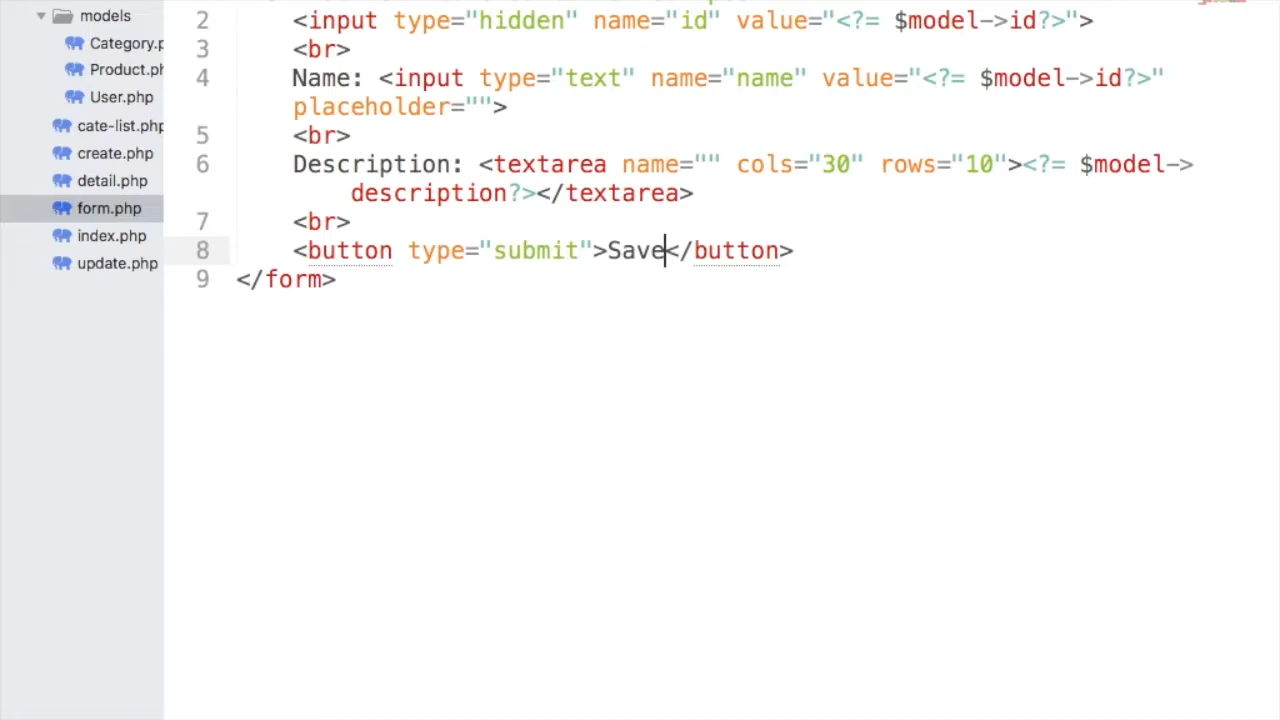 models
Category.p
Product.ph
User.php
cate-list.php
create.php
detail.php
form.php
index.php
update.php
2 <input type="hidden" name="id" value="<?= $model->id?>">
3 <br>
4 Name: <input type="text" name="name" value="<?= $model->id?>"
placeholder="">
5 <br>
6 Description: <textarea name="" cols="30" rows="10"><?= $model->
description?></textarea>
7 <br>
8 <button type="submit">Save</button>
9 </form>